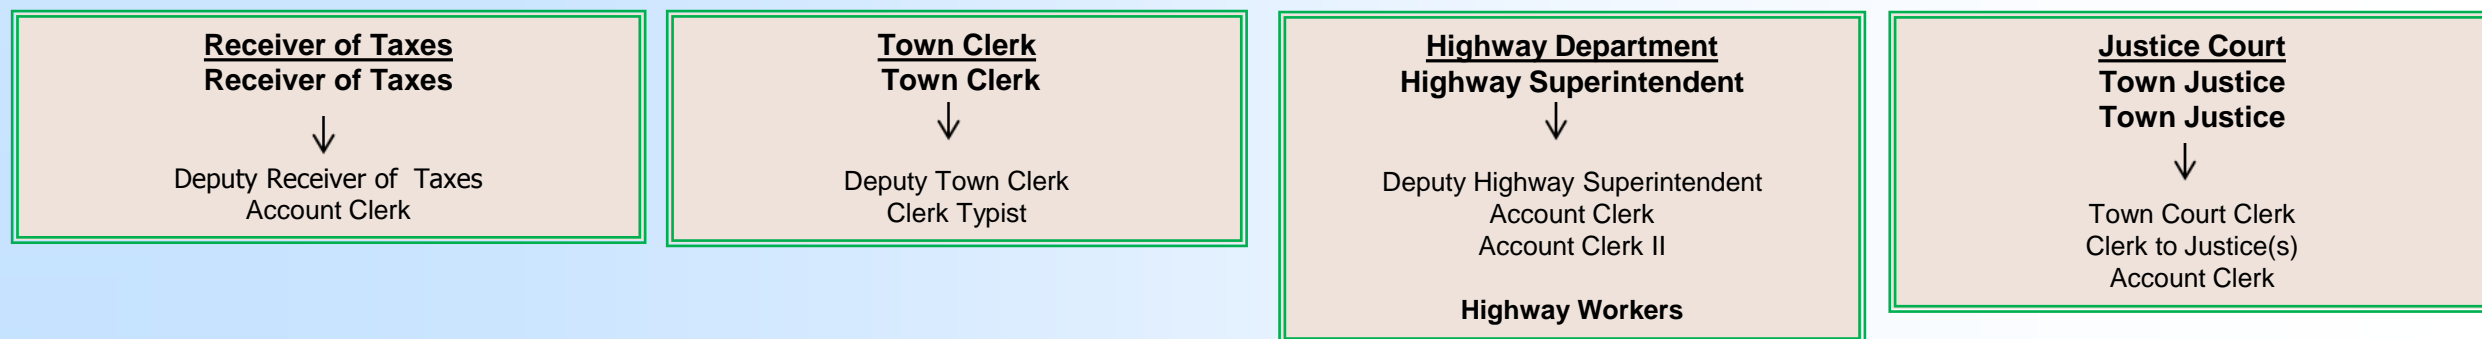 Receiver of Taxes
Receiver of Taxes
Deputy Receiver of Taxes
Account Clerk
Town Clerk
Town Clerk
Deputy Town Clerk
Clerk Typist
Highway Department
Highway Superintendent
Deputy Highway Superintendent
Account Clerk
Account Clerk II
Highway Workers
Justice Court
Town Justice
Town Justice
Town Court Clerk
Clerk to Justice(s)
Account Clerk